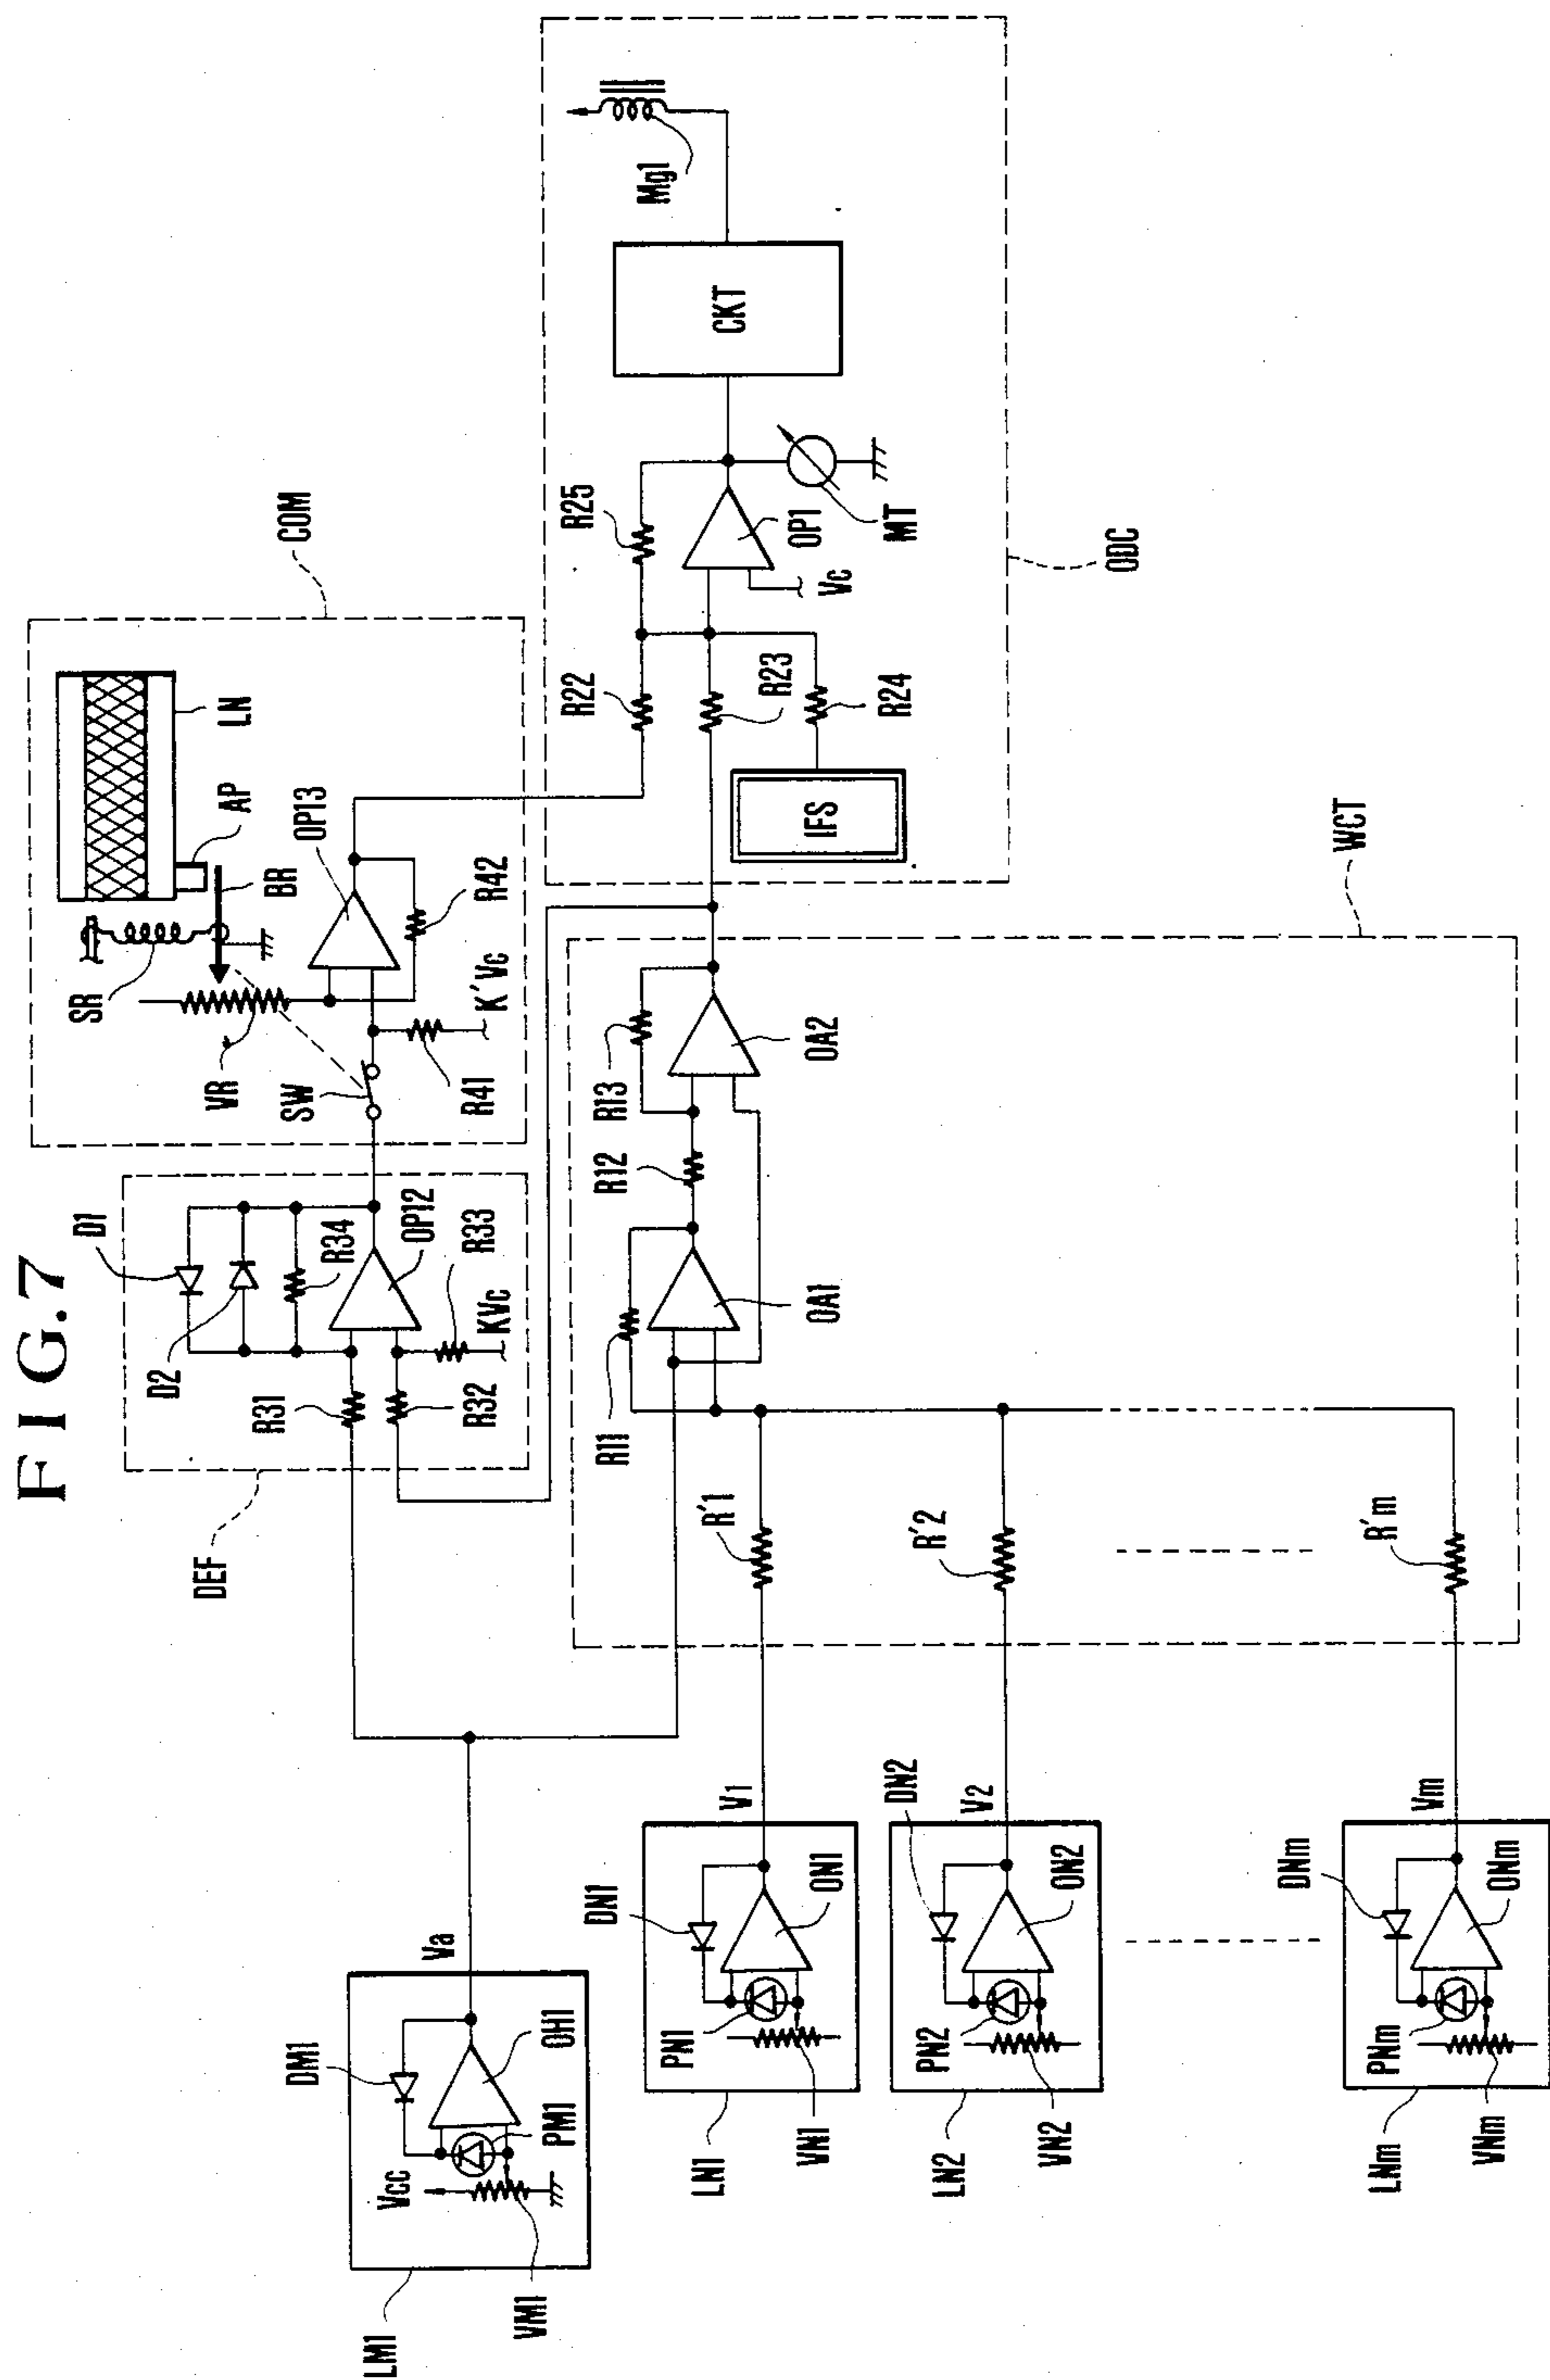 FIG.7
LM1
VM1
Vcc
PM1
DM1
OH1
Va
LN1
VN1
PN1
DN1
ON1
V1
LN2
VN2
PN2
DN2
ON2
V2
LNm
VNm
PNm
DNm
ONm
Vm
DEF
R31
R32
D2
D1
R34
OP12
R33
KVc
R'1
R'2
R'm
R11
OA1
R12
R13
OA2
WCT
COM
SR
VR
SW
R41
K'Vc
BR
AP
LN
OP13
R42
IFS
R22
R23
R24
R25
OP1
Vc
MT
CKT
Mg1
ODC